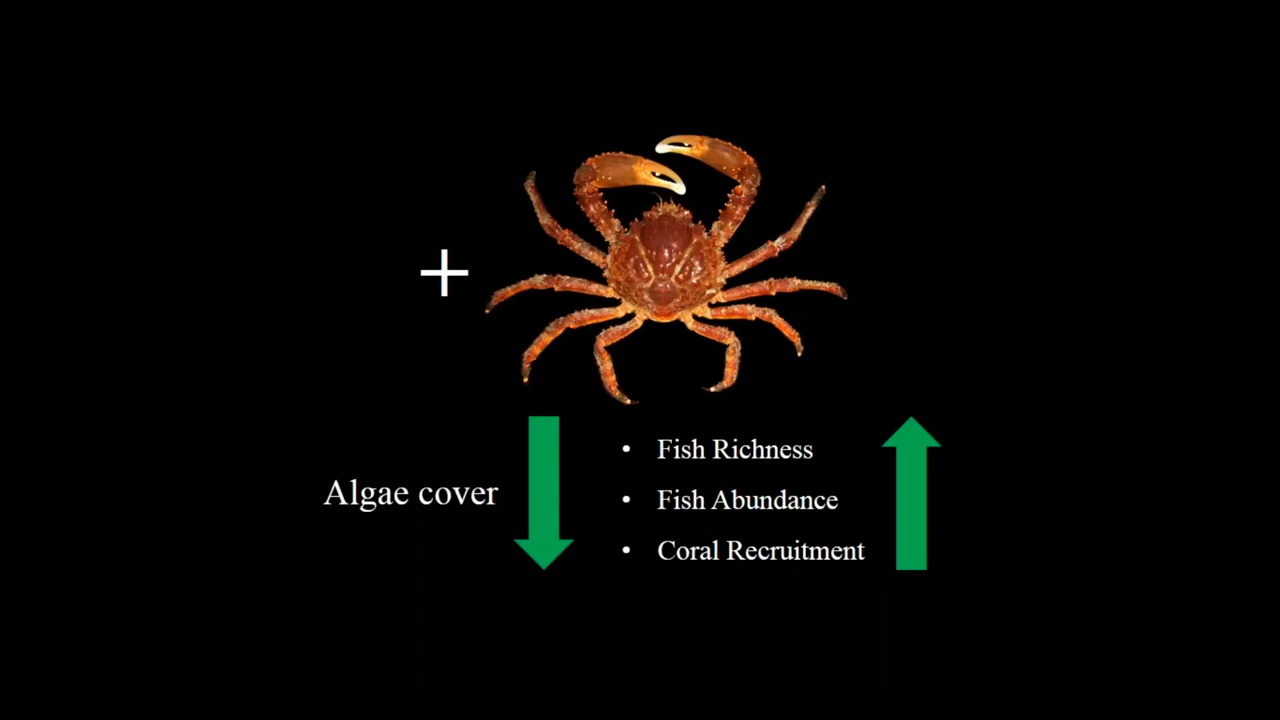 +
Algae cover
• Fish Richness
• Fish Abundance
• Coral Recruitment